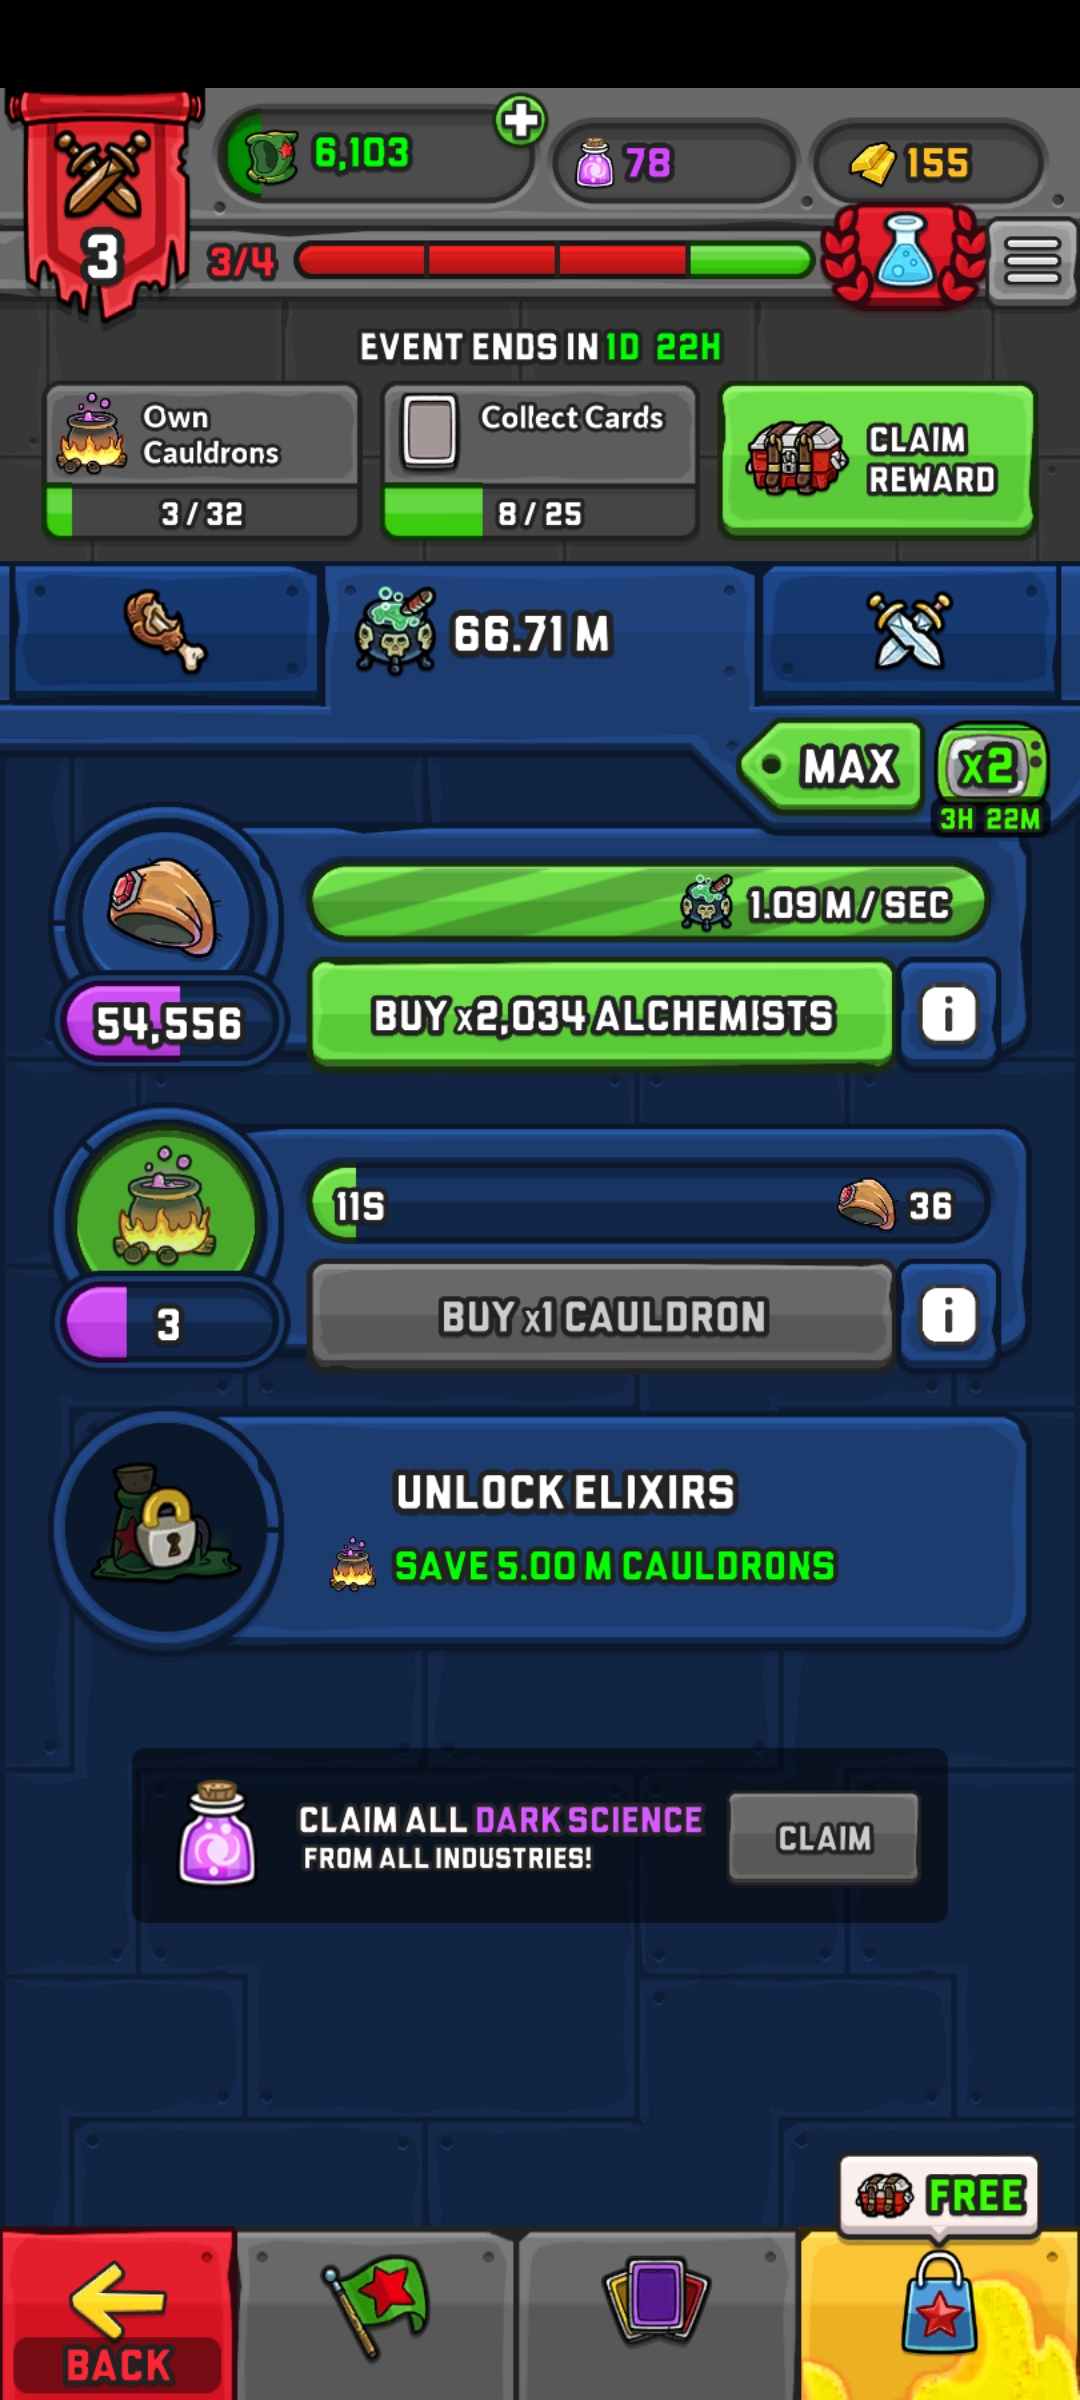 6,103
78
155
3
3/4
EVENT ENDS IN 1D 22H
Own
Cauldrons
3 / 32
Collect Cards
8 / 25
CLAIM
REWARD
66.71 M
MAX
x2
3H 22M
1.09 M / SEC
54,556
BUY x2,034 ALCHEMISTS
i
11S
36
3
BUY x1 CAULDRON
i
UNLOCK ELIXIRS
SAVE 5.00 M CAULDRONS
CLAIM ALL DARK SCIENCE
FROM ALL INDUSTRIES!
CLAIM
FREE
BACK